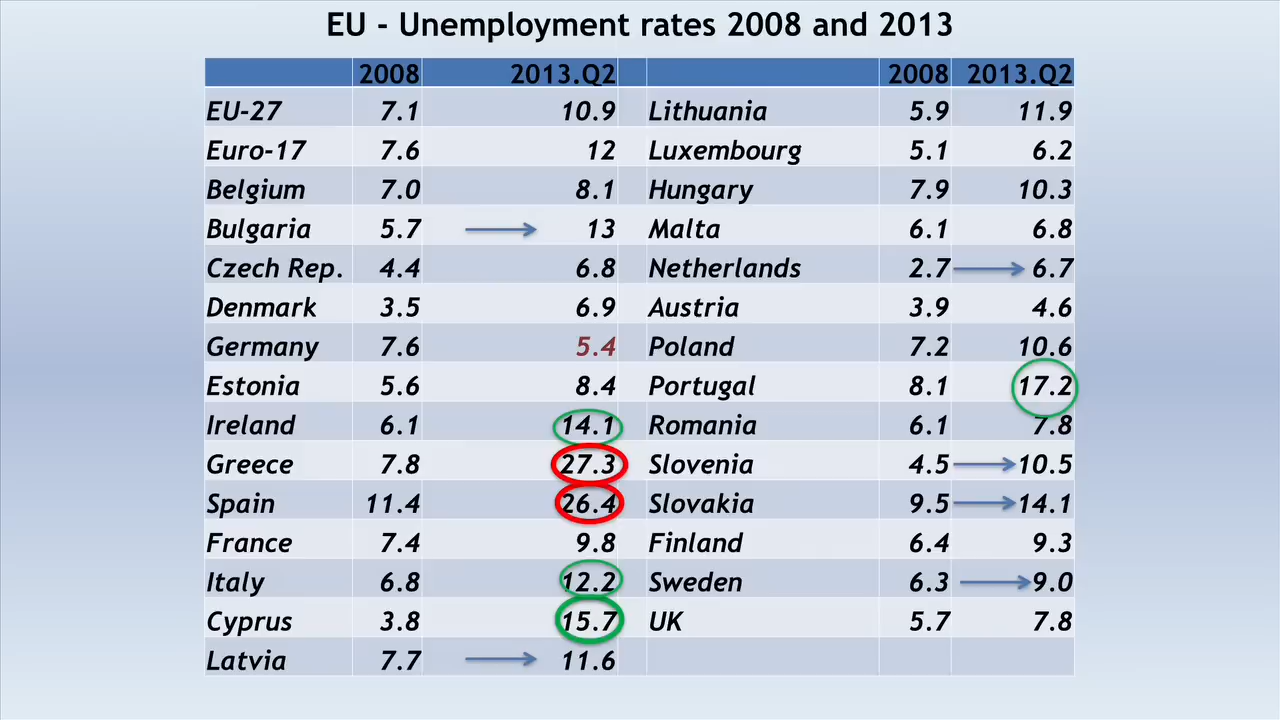 EU - Unemployment rates 2008 and 2013
2008 2013.Q2 2008 2013.Q2
EU-27 7.1 10.9 Lithuania 5.9 11.9
Euro-17 7.6 12 Luxembourg 5.1 6.2
Belgium 7.0 8.1 Hungary 7.9 10.3
Bulgaria 5.7 13 Malta 6.1 6.8
Czech Rep. 4.4 6.8 Netherlands 2.7 6.7
Denmark 3.5 6.9 Austria 3.9 4.6
Germany 7.6 5.4 Poland 7.2 10.6
Estonia 5.6 8.4 Portugal 8.1 17.2
Ireland 6.1 14.1 Romania 6.1 7.8
Greece 7.8 27.3 Slovenia 4.5 10.5
Spain 11.4 26.4 Slovakia 9.5 14.1
France 7.4 9.8 Finland 6.4 9.3
Italy 6.8 12.2 Sweden 6.3 9.0
Cyprus 3.8 15.7 UK 5.7 7.8
Latvia 7.7 11.6